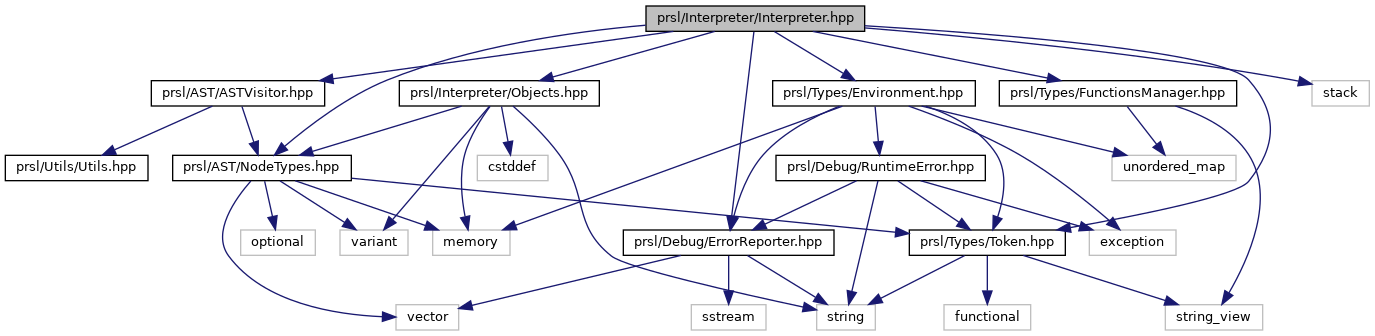 prsl/Interpreter/Interpreter.hpp
prsl/AST/ASTVisitor.hpp
prsl/Interpreter/Objects.hpp
prsl/Types/Environment.hpp
prsl/Types/FunctionsManager.hpp
stack
prsl/Utils/Utils.hpp
prsl/AST/NodeTypes.hpp
cstddef
prsl/Debug/RuntimeError.hpp
unordered_map
optional
variant
memory
prsl/Debug/ErrorReporter.hpp
prsl/Types/Token.hpp
exception
vector
sstream
string
functional
string_view